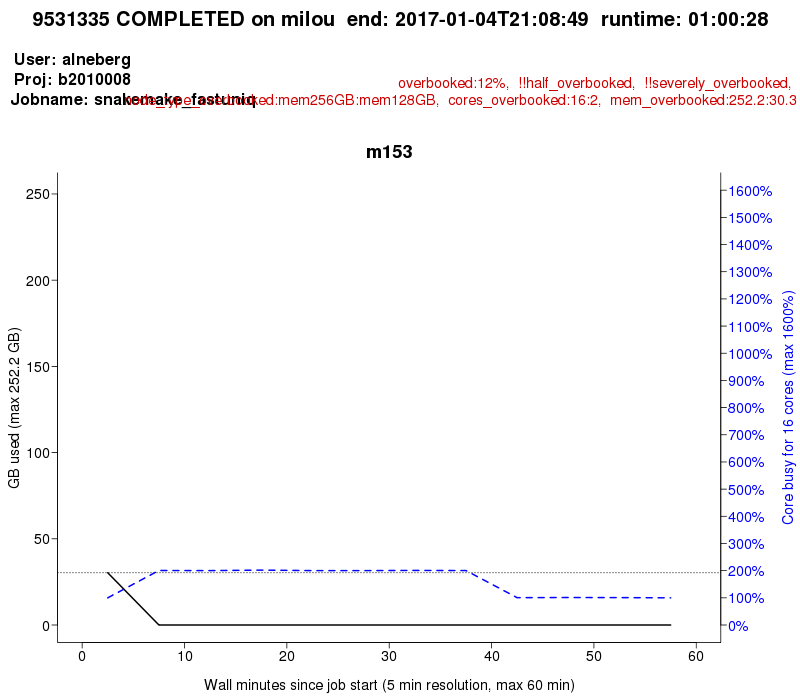 9531335 COMPLETED on milou end: 2017-01-04T21:08:49 runtime: 01:00:28
User: alneberg
Proj: b2010008
overbooked:12%, !!half_overbooked, !!severely_overbooked,
Jobname: snakemake_fastuniq
node_type_overbooked:mem256GB:mem128GB, cores_overbooked:16:2, mem_overbooked:252.2:30.3
m153
250
200
150
100
50
0
GB used (max 252.2 GB)
1600%
1500%
1400%
1300%
1200%
1100%
1000%
900%
800%
700%
600%
500%
400%
300%
200%
100%
0%
Core busy for 16 cores (max 1600%)
0 10 20 30 40 50 60
Wall minutes since job start (5 min resolution, max 60 min)